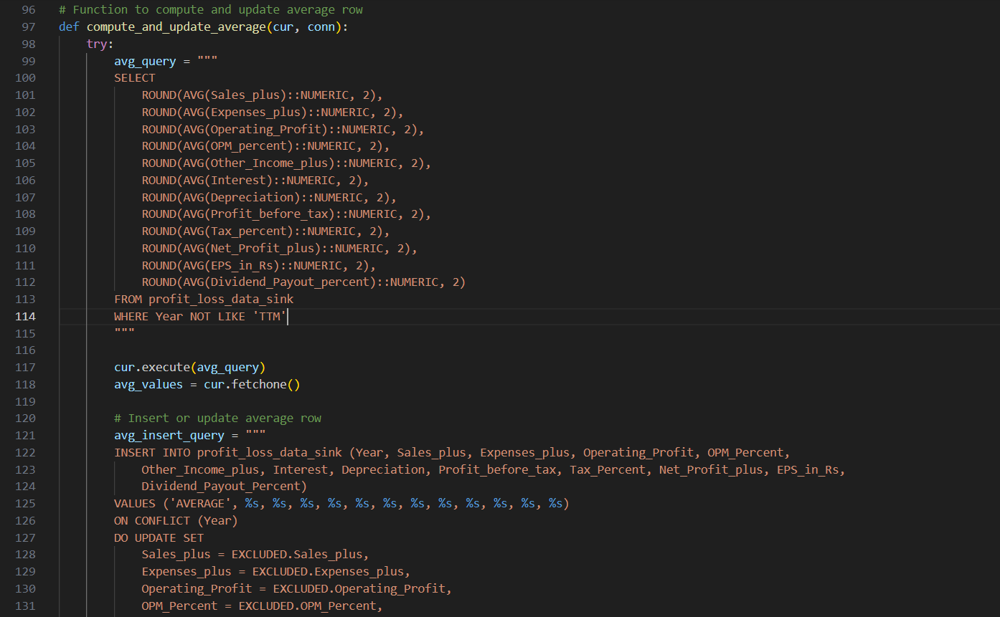 96 # Function to compute and update average row
97 def compute_and_update_average(cur, conn):
98 try:
99 avg_query = """
100 SELECT
101 ROUND(AVG(Sales_plus)::NUMERIC, 2),
102 ROUND(AVG(Expenses_plus)::NUMERIC, 2),
103 ROUND(AVG(Operating_Profit)::NUMERIC, 2),
104 ROUND(AVG(OPM_percent)::NUMERIC, 2),
105 ROUND(AVG(Other_Income_plus)::NUMERIC, 2),
106 ROUND(AVG(Interest)::NUMERIC, 2),
107 ROUND(AVG(Depreciation)::NUMERIC, 2),
108 ROUND(AVG(Profit_before_tax)::NUMERIC, 2),
109 ROUND(AVG(Tax_percent)::NUMERIC, 2),
110 ROUND(AVG(Net_Profit_plus)::NUMERIC, 2),
111 ROUND(AVG(EPS_in_Rs)::NUMERIC, 2),
112 ROUND(AVG(Dividend_Payout_percent)::NUMERIC, 2)
113 FROM profit_loss_data_sink
114 WHERE Year NOT LIKE 'TTM'
115 """
116
117 cur.execute(avg_query)
118 avg_values = cur.fetchone()
119
120 # Insert or update average row
121 avg_insert_query = """
122 INSERT INTO profit_loss_data_sink (Year, Sales_plus, Expenses_plus, Operating_Profit, OPM_Percent,
123 Other_Income_plus, Interest, Depreciation, Profit_before_tax, Tax_Percent, Net_Profit_plus, EPS_in_Rs,
124 Dividend_Payout_Percent)
125 VALUES ('AVERAGE', %s, %s, %s, %s, %s, %s, %s, %s, %s, %s, %s, %s)
126 ON CONFLICT (Year)
127 DO UPDATE SET
128 Sales_plus = EXCLUDED.Sales_plus,
129 Expenses_plus = EXCLUDED.Expenses_plus,
130 Operating_Profit = EXCLUDED.Operating_Profit,
131 OPM_Percent = EXCLUDED.OPM_Percent,